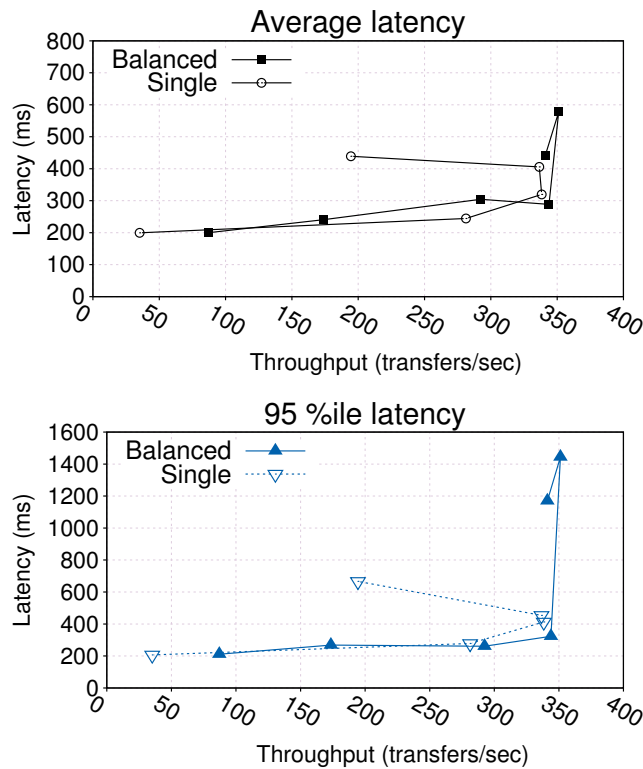 Average latency
800
700
600
500
400
300
200
100
0
Latency (ms)
Balanced
Single
0 50 100 150 200 250 300 350 400
Throughput (transfers/sec)
95 %ile latency
1600
1400
1200
1000
800
600
400
200
0
Latency (ms)
Balanced
Single
0 50 100 150 200 250 300 350 400
Throughput (transfers/sec)